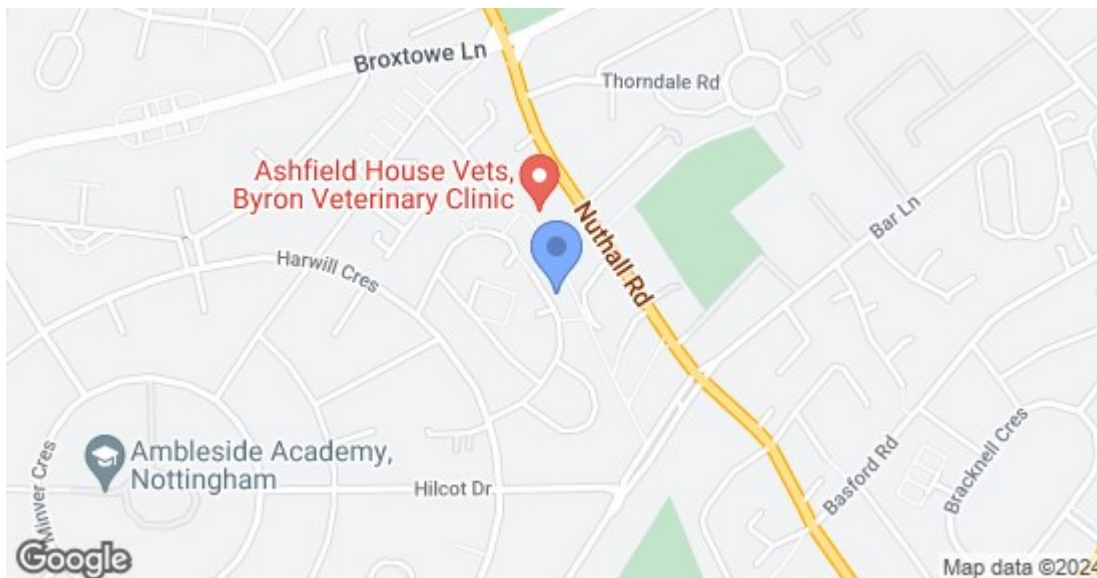 Broxtowe Ln
Thorndale Rd
Ashfield House Vets,
Byron Veterinary Clinic
Nuthall Rd
Bar Ln
Harwill Cres
Ambleside Academy,
Nottingham
Minver Cres
Hilcot Dr
Basford Rd
Bracknell Cres
Google
Map data ©2024